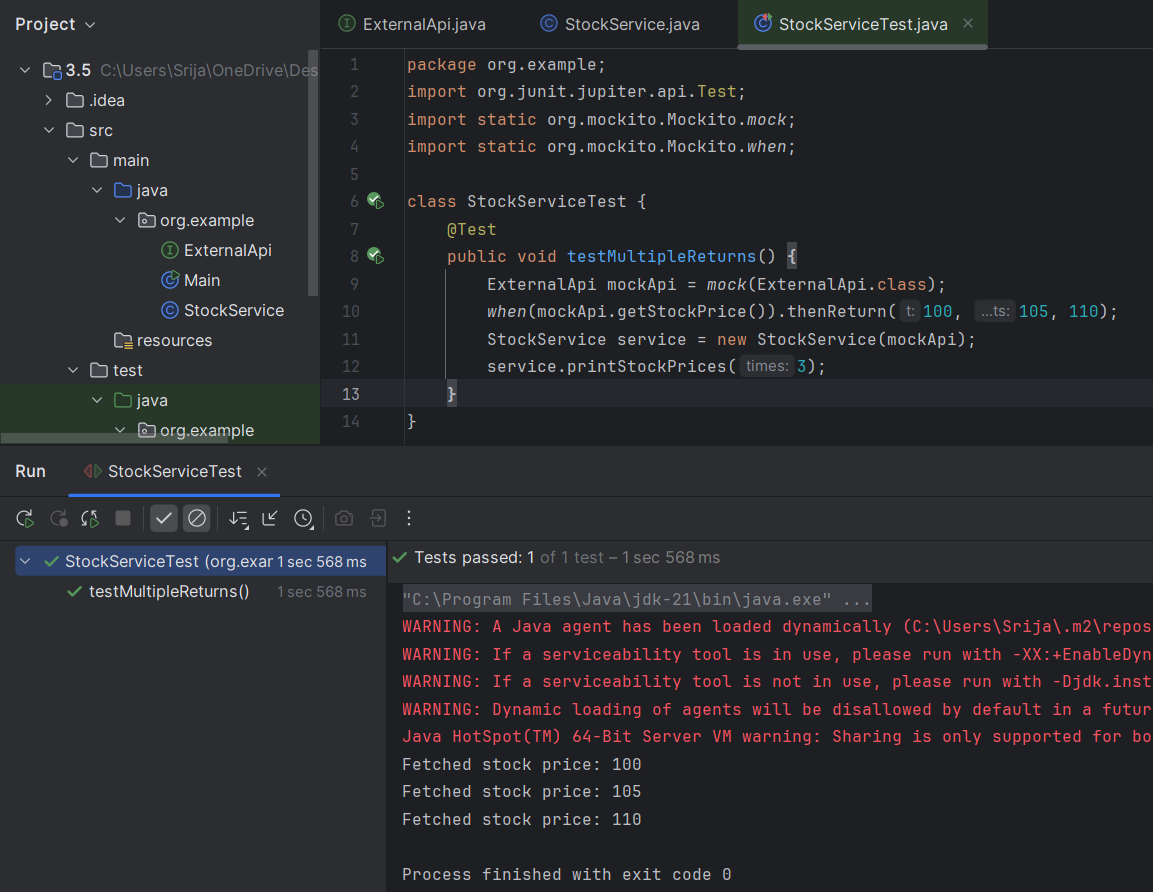 Project
3.5 C:\Users\Srija\OneDrive\Des
.idea
src
main
java
org.example
ExternalApi
Main
StockService
resources
test
java
org.example
ExternalApi.java StockService.java StockServiceTest.java
1 package org.example;
2 import org.junit.jupiter.api.Test;
3 import static org.mockito.Mockito.mock;
4 import static org.mockito.Mockito.when;
5
6 class StockServiceTest {
7 @Test
8 public void testMultipleReturns() {
9 ExternalApi mockApi = mock(ExternalApi.class);
10 when(mockApi.getStockPrice()).thenReturn( t: 100, ...ts: 105, 110);
11 StockService service = new StockService(mockApi);
12 service.printStockPrices( times: 3);
13 }
14 }
Run StockServiceTest
StockServiceTest (org.exar 1 sec 568 ms
testMultipleReturns() 1 sec 568 ms
Tests passed: 1 of 1 test – 1 sec 568 ms
"C:\Program Files\Java\jdk-21\bin\java.exe" ...
WARNING: A Java agent has been loaded dynamically (C:\Users\Srija\.m2\repos
WARNING: If a serviceability tool is in use, please run with -XX:+EnableDyn
WARNING: If a serviceability tool is not in use, please run with -Djdk.inst
WARNING: Dynamic loading of agents will be disallowed by default in a futur
Java HotSpot(TM) 64-Bit Server VM warning: Sharing is only supported for bo
Fetched stock price: 100
Fetched stock price: 105
Fetched stock price: 110
Process finished with exit code 0